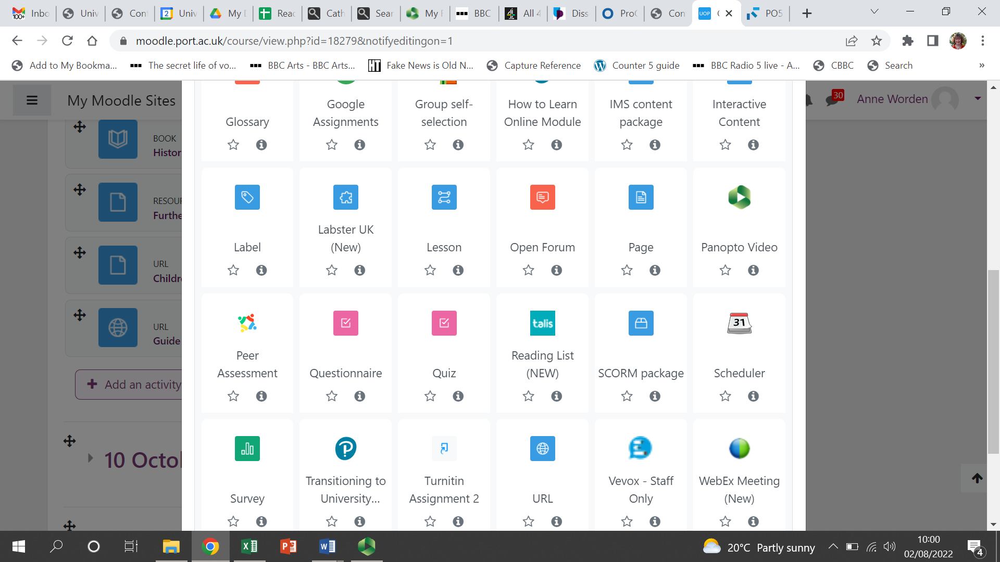 Inbo
Univ
Con
Univ
My D
Reac
Cath
Sear
My F
BBC
All 4
Diss
ProQ
Con
UOP
PO5
moodle.port.ac.uk/course/view.php?id=18279&notifyeditingon=1
Add to My Bookma...
The secret life of vo...
BBC Arts - BBC Arts...
Fake News is Old N...
Capture Reference
Counter 5 guide
BBC Radio 5 live - A...
CBBC
Search
My Moodle Sites
30
Anne Worden
BOOK
Histor
RESOU
Furthe
URL
Childr
URL
Guide
Add an activity
10 Octo
Glossary
Google
Assignments
Group self-
selection
How to Learn
Online Module
IMS content
package
Interactive
Content
Label
Labster UK
(New)
Lesson
Open Forum
Page
Panopto Video
Peer
Assessment
Questionnaire
Quiz
talis
Reading List
(NEW)
SCORM package
31
Scheduler
Survey
Transitioning to
University...
Turnitin
Assignment 2
URL
Vevox - Staff
Only
WebEx Meeting
(New)
20°C Partly sunny
10:00
02/08/2022
4